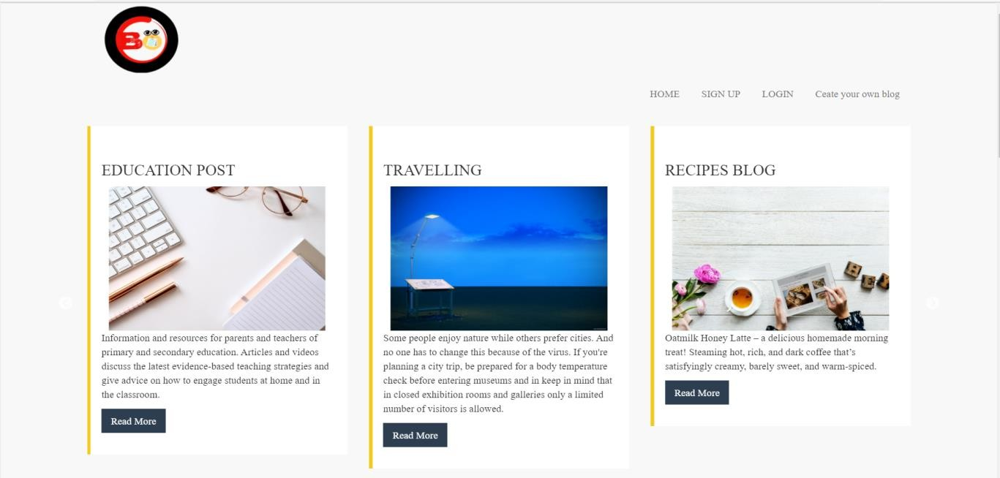 B
HOME SIGN UP LOGIN Ceate your own blog
EDUCATION POST
Information and resources for parents and teachers of
primary and secondary education. Articles and videos
discuss the latest evidence-based teaching strategies and
give advice on how to engage students at home and in
the classroom.
Read More
TRAVELLING
Some people enjoy nature while others prefer cities. And
no one has to change this because of the virus. If you're
planning a city trip, be prepared for a body temperature
check before entering museums and in keep in mind that
in closed exhibition rooms and galleries only a limited
number of visitors is allowed.
Read More
RECIPES BLOG
HE
Oatmilk Honey Latte – a delicious homemade morning
treat! Steaming hot, rich, and dark coffee that’s
satisfyingly creamy, barely sweet, and warm-spiced.
Read More